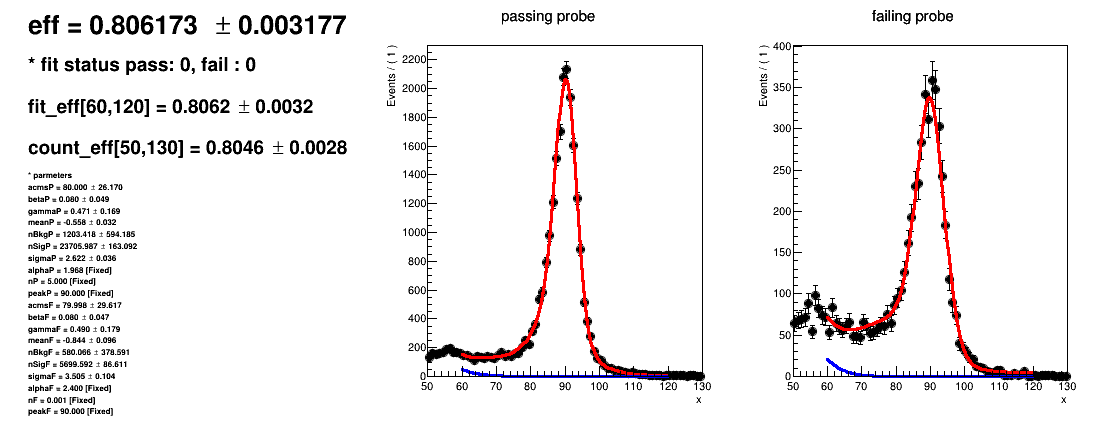 eff = 0.806173 ± 0.003177
* fit status pass: 0, fail : 0
fit_eff[60,120] = 0.8062 ± 0.0032
count_eff[50,130] = 0.8046 ± 0.0028
* parmeters
acmsP = 80.000 ± 26.170
betaP = 0.080 ± 0.049
gammaP = 0.471 ± 0.169
meanP = -0.558 ± 0.032
nBkgP = 1203.418 ± 594.185
nSigP = 23705.987 ± 163.092
sigmaP = 2.622 ± 0.036
alphaP = 1.968 [Fixed]
nP = 5.000 [Fixed]
peakP = 90.000 [Fixed]
acmsF = 79.998 ± 29.617
betaF = 0.080 ± 0.047
gammaF = 0.490 ± 0.179
meanF = -0.844 ± 0.096
nBkgF = 580.066 ± 378.591
nSigF = 5699.592 ± 86.611
sigmaF = 3.505 ± 0.104
alphaF = 2.400 [Fixed]
nF = 0.001 [Fixed]
peakF = 90.000 [Fixed]
passing probe
Events / ( 1 )
2200
2000
1800
1600
1400
1200
1000
800
600
400
200
0
50 60 70 80 90 100 110 120 130
x
failing probe
Events / ( 1 )
400
350
300
250
200
150
100
50
0
50 60 70 80 90 100 110 120 130
x